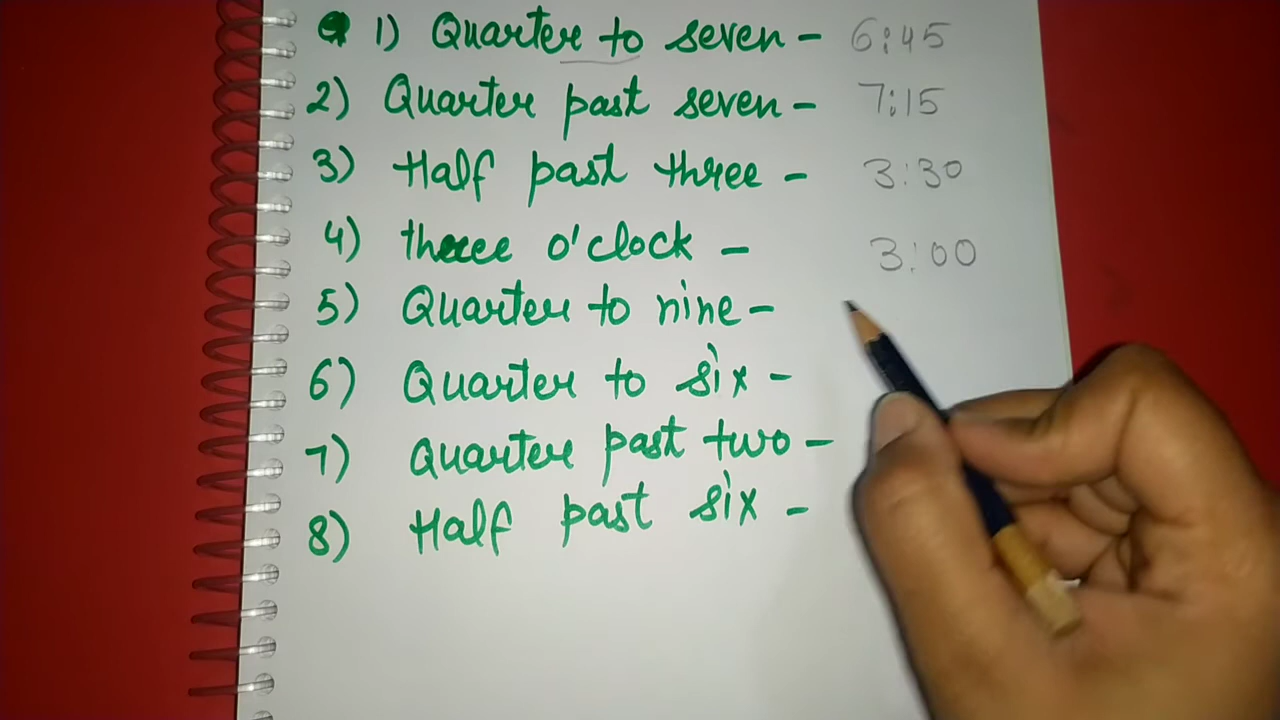 1) Quarter to seven - 6:45
2) Quarter past seven - 7:15
3) Half past three - 3:30
4) three o'clock - 3:00
5) Quarter to nine -
6) Quarter to six -
7) Quarter past two -
8) Half past six -